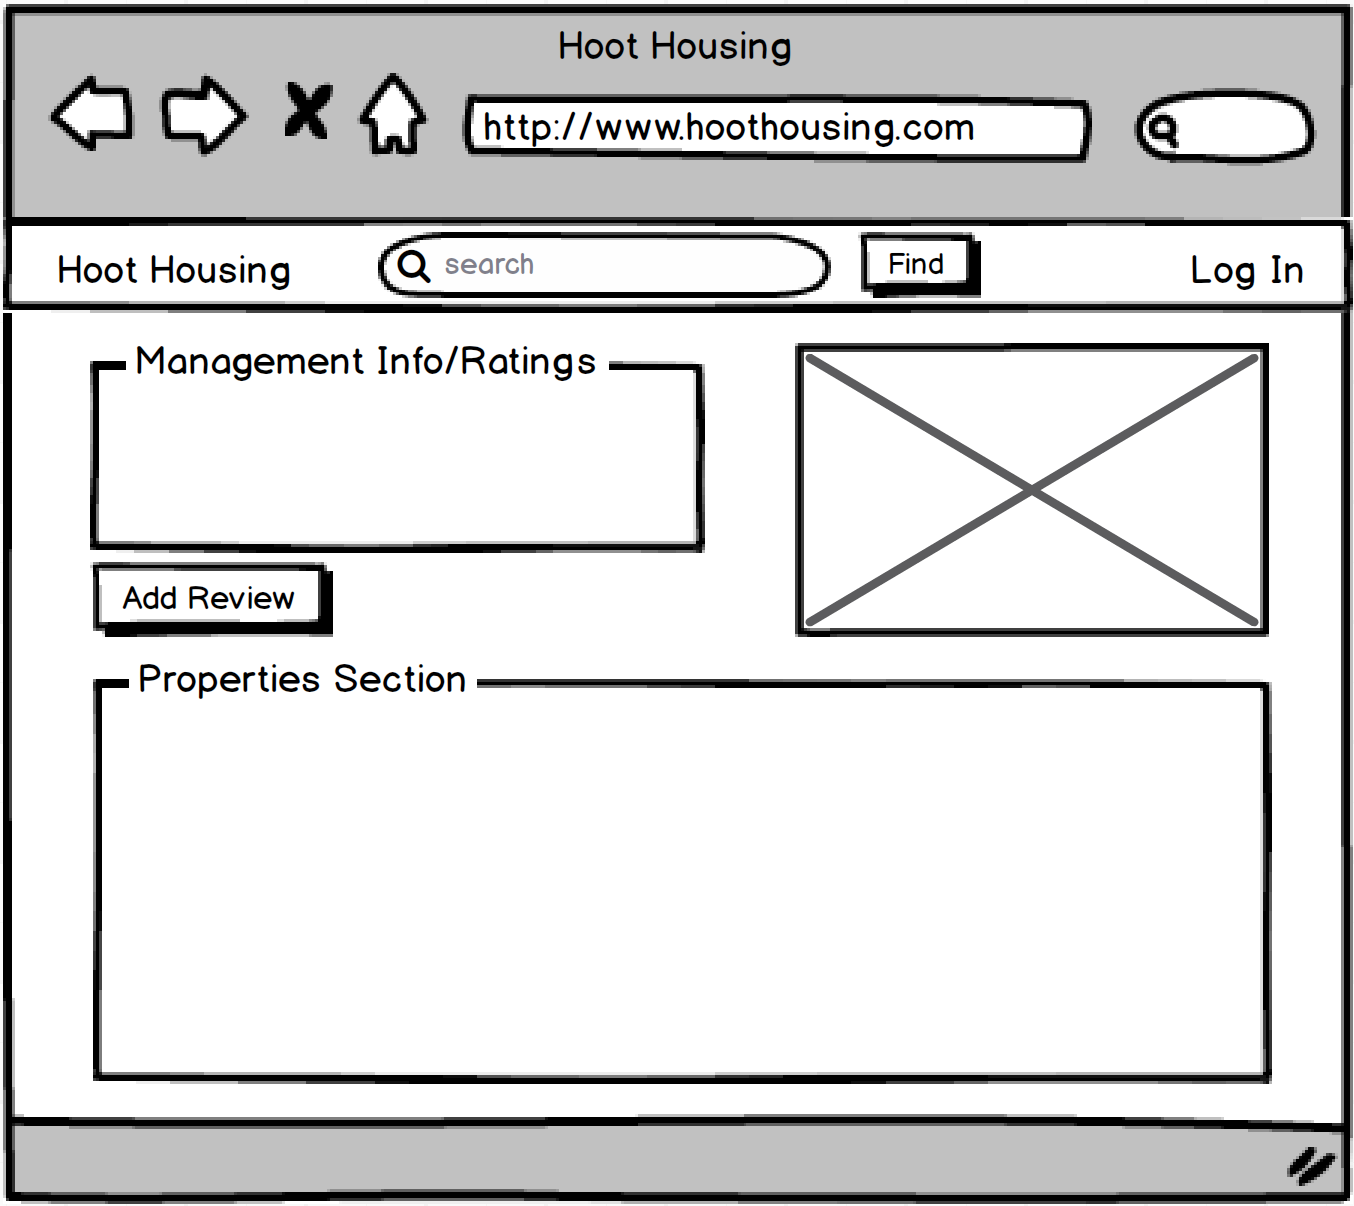 Hoot Housing
http://www.hoothousing.com
Hoot Housing
search
Find
Log In
Management Info/Ratings
Add Review
Properties Section